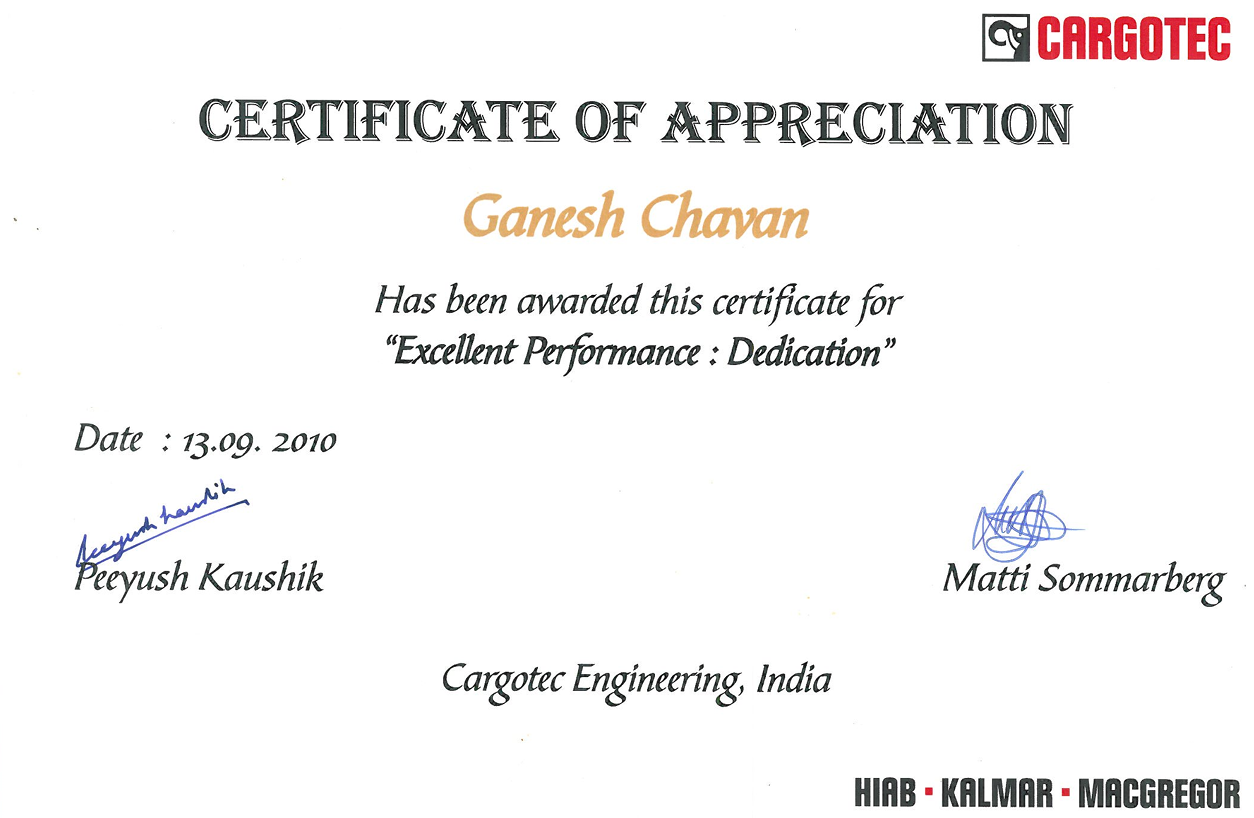 CARGOTEC
CERTIFICATE OF APPRECIATION
Ganesh Chavan
Has been awarded this certificate for
“Excellent Performance : Dedication”
Date : 13.09. 2010
Peeyush Kaushik
Peeyush Kaushik
Matti Sommarberg
Cargotec Engineering, India
HIAB ▪ KALMAR ▪ MACGREGOR